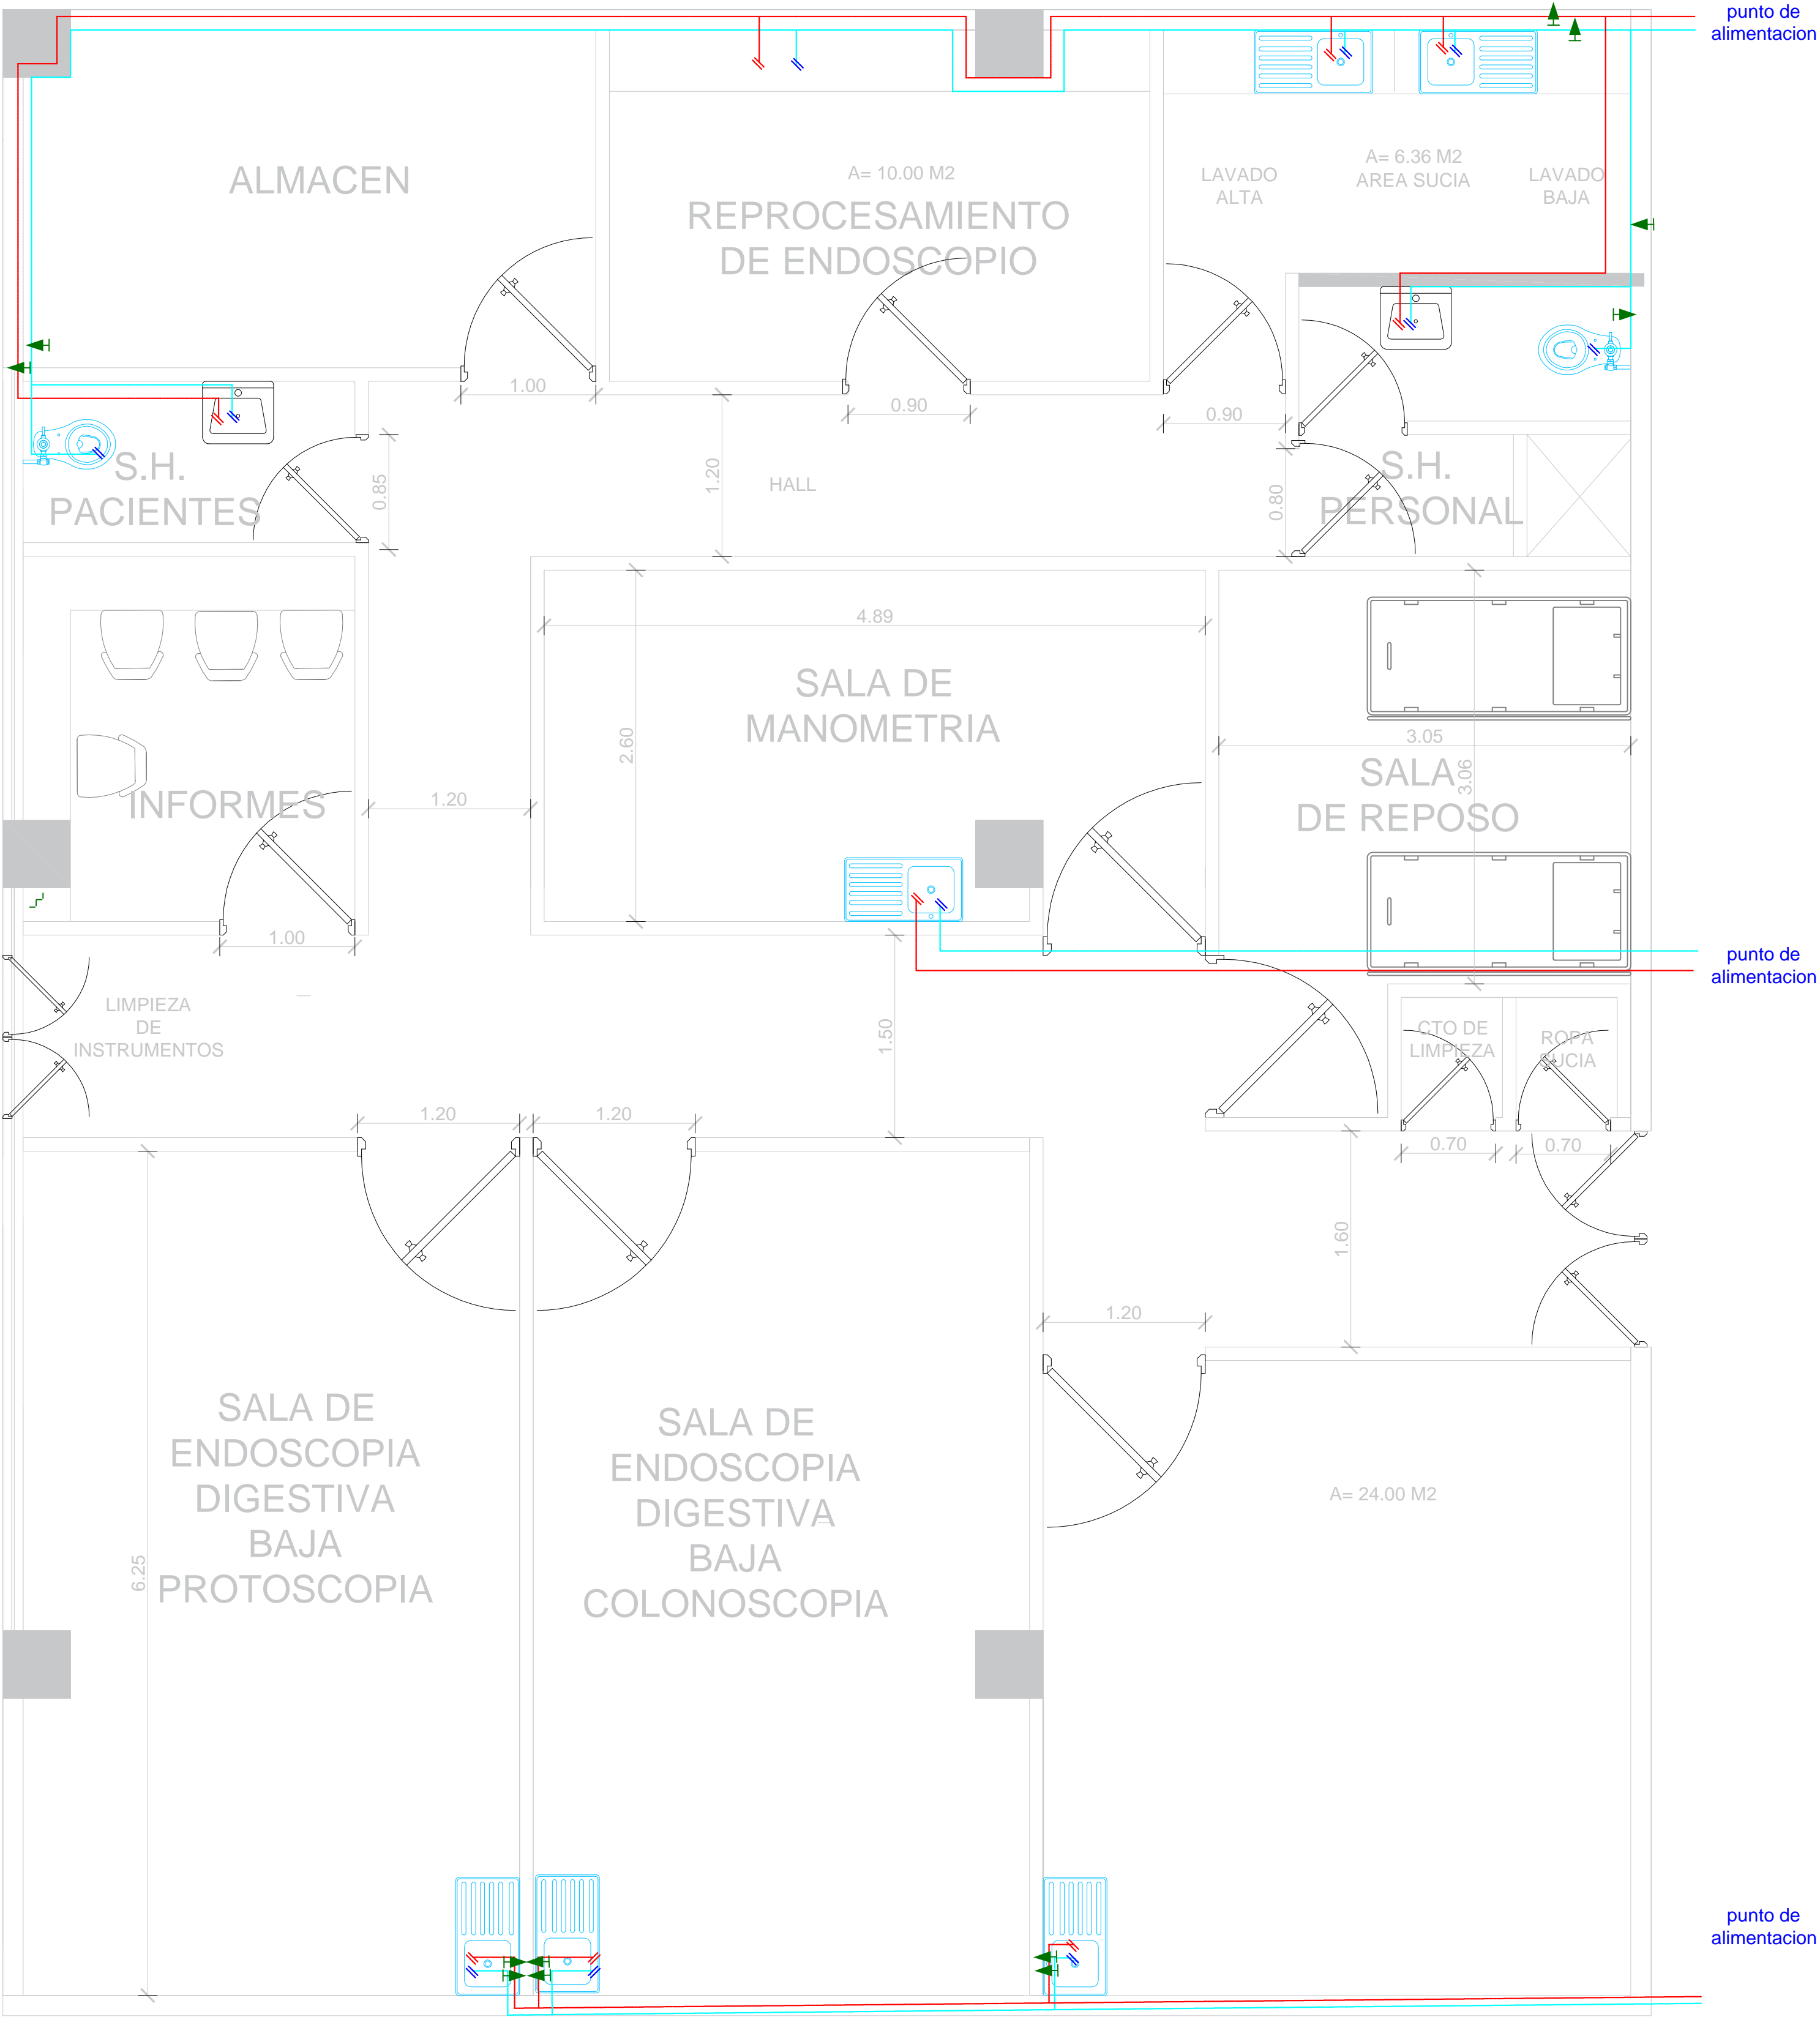 punto de
alimentacion
ALMACEN
A= 10.00 M2
REPROCESAMIENTO
DE ENDOSCOPIO
LAVADO
ALTA
A= 6.36 M2
AREA SUCIA
LAVADO
BAJA
1.00
0.90
0.90
S.H.
PACIENTES
0.85
1.20
HALL
0.80
S.H.
PERSONAL
4.89
SALA DE
MANOMETRIA
2.60
3.05
SALA
DE REPOSO
3.06
INFORMES
1.20
1.00
punto de
alimentacion
LIMPIEZA
DE
INSTRUMENTOS
1.50
CTO DE
LIMPIEZA
ROPA
SUCIA
1.20
1.20
0.70
0.70
1.60
1.20
SALA DE
ENDOSCOPIA
DIGESTIVA
BAJA
PROTOSCOPIA
6.25
SALA DE
ENDOSCOPIA
DIGESTIVA
BAJA
COLONOSCOPIA
A= 24.00 M2
punto de
alimentacion